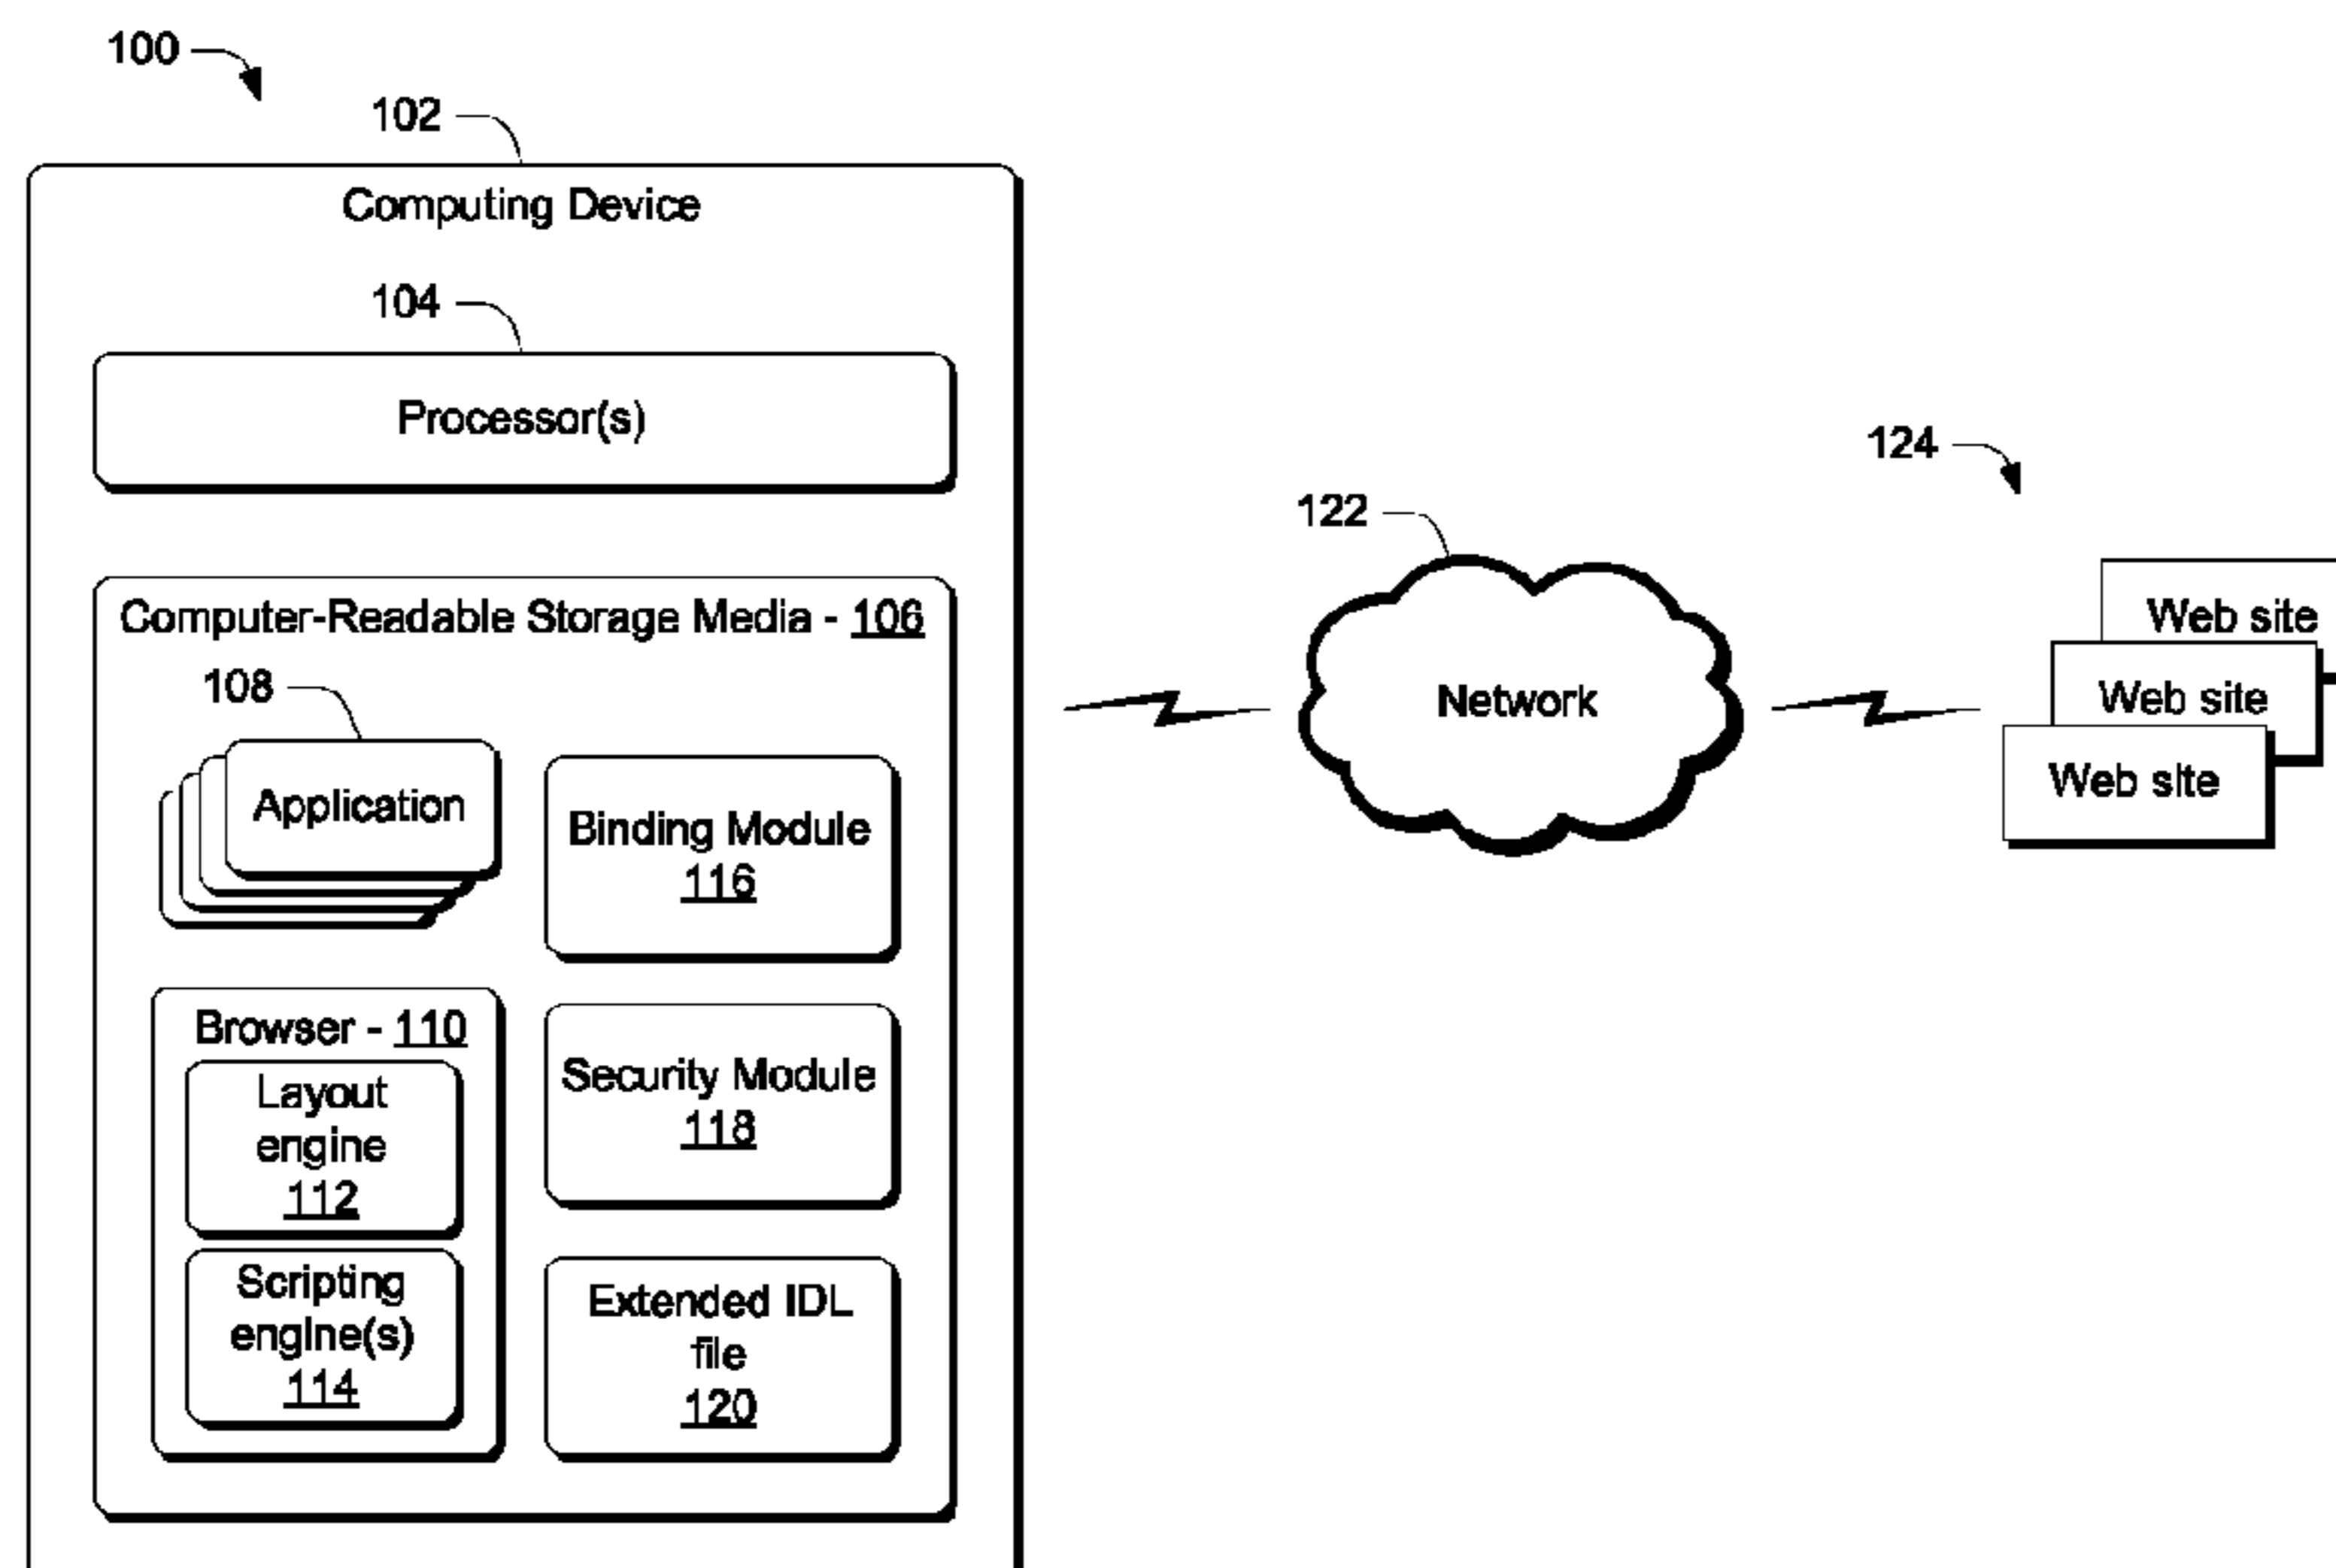 100
102
Computing Device
104
Processor(s)
Computer-Readable Storage Media - 106
108
Application
Binding Module
116
Browser - 110
Layout
engine
112
Scripting
engine(s)
114
Security Module
118
Extended IDL
file
120
122
Network
124
Web site
Web site
Web site